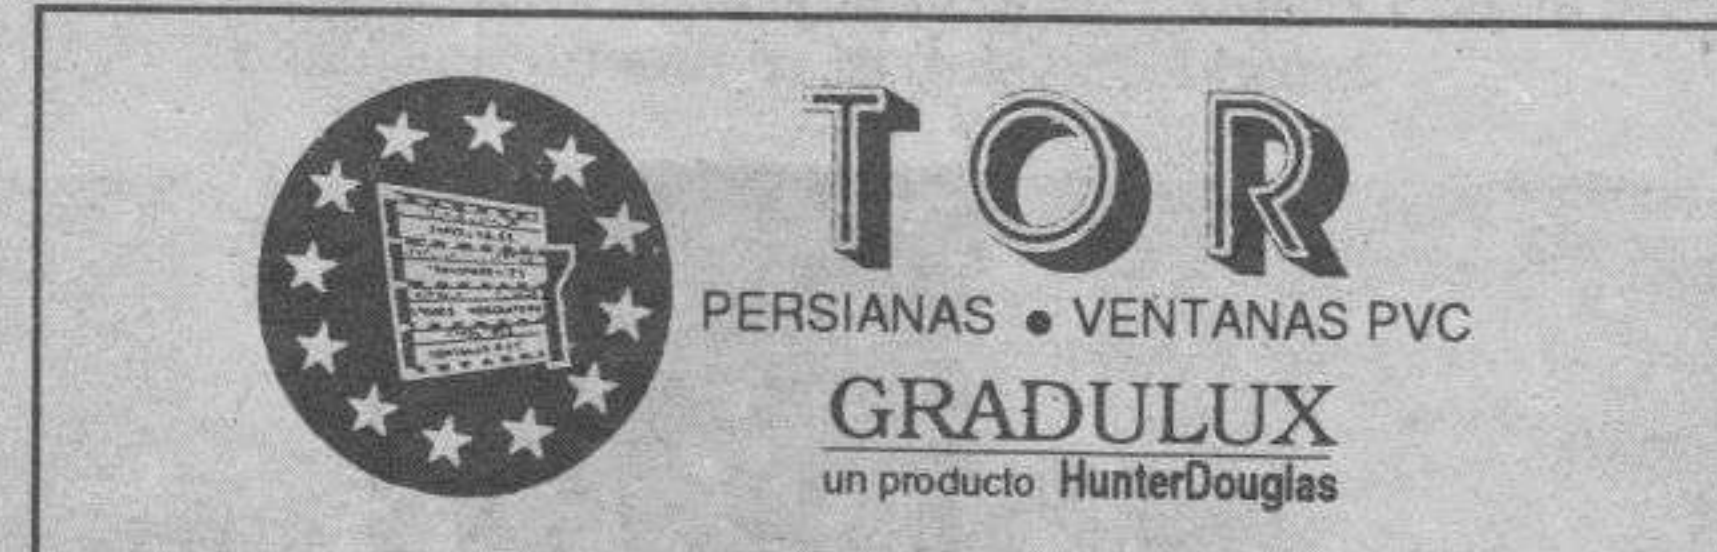 TOR
PERSIANAS • VENTANAS PVC
GRADULUX
un producto HunterDouglas